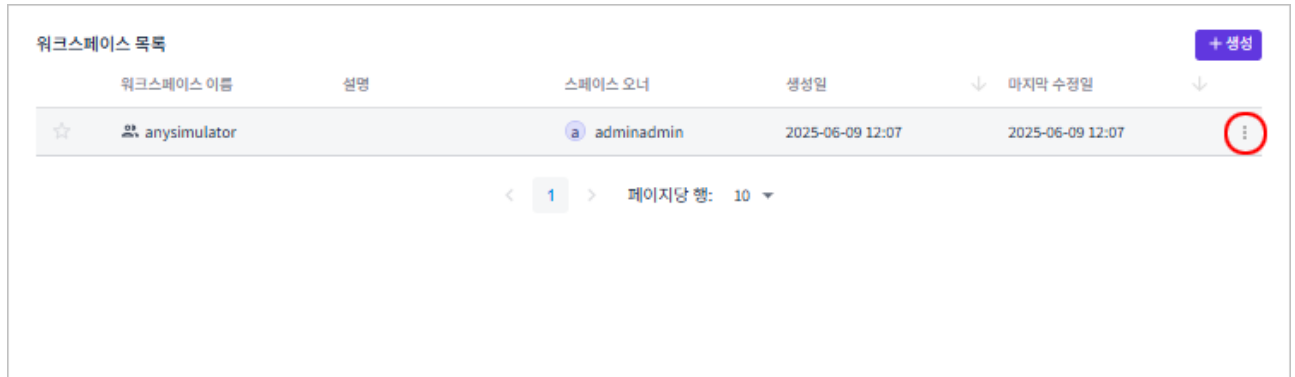 워크스페이스 목록
+ 생성
워크스페이스 이름 설명 스페이스 오너 생성일 마지막 수정일
anysimulator a adminadmin 2025-06-09 12:07 2025-06-09 12:07
< 1 > 페이지당 행: 10